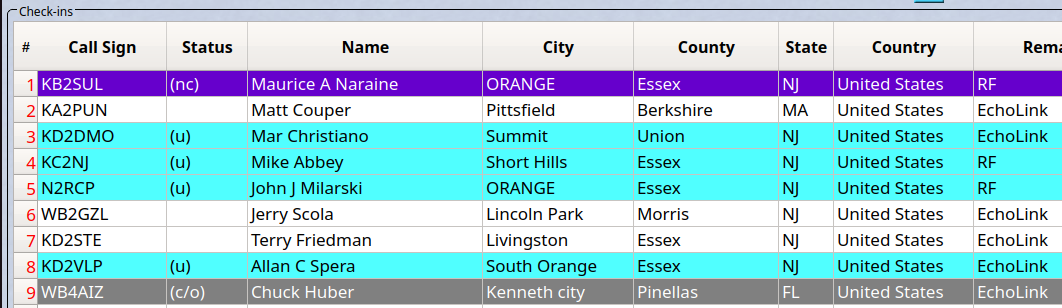 Check-ins
# Call Sign Status Name City County State Country Rema
1 KB2SUL (nc) Maurice A Naraine ORANGE Essex NJ United States RF
2 KA2PUN Matt Couper Pittsfield Berkshire MA United States EchoLink
3 KD2DMO (u) Mar Christiano Summit Union NJ United States EchoLink
4 KC2NJ (u) Mike Abbey Short Hills Essex NJ United States RF
5 N2RCP (u) John J Milarski ORANGE Essex NJ United States RF
6 WB2GZL Jerry Scola Lincoln Park Morris NJ United States EchoLink
7 KD2STE Terry Friedman Livingston Essex NJ United States EchoLink
8 KD2VLP (u) Allan C Spera South Orange Essex NJ United States EchoLink
9 WB4AIZ (c/o) Chuck Huber Kenneth city Pinellas FL United States EchoLink